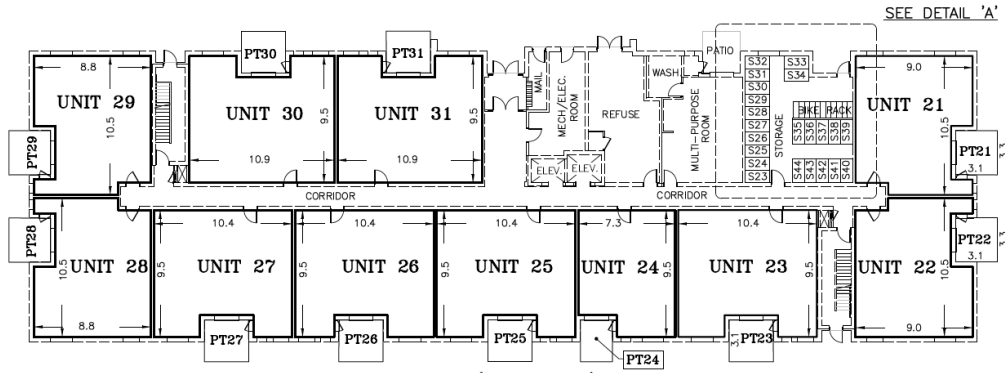 SEE DETAIL 'A'
PT30
PT31
PATIO
8.8
MAIL
MECH/ELEC.
ROOM
WASH.
S32
S31
S30
S29
S28
S27
S26
S25
S24
S23
S33
S34
9.0
UNIT 29
10.5
UNIT 30
9.5
10.9
UNIT 31
9.5
10.9
REFUSE
MULTI-PURPOSE
ROOM
STORAGE
BIKE RACK
S35
S36
S37
S38
S39
S44
S43
S42
S41
S40
UNIT 21
10.5
PT29
PT21
3.1
3.3
ELEV.
ELEV.
CORRIDOR
CORRIDOR
PT28
10.5
UNIT 28
8.8
10.4
9.5
UNIT 27
10.4
9.5
UNIT 26
10.4
9.5
UNIT 25
7.3
9.5
UNIT 24
10.4
9.5
UNIT 23
10.5
UNIT 22
9.0
PT22
3.1
3.3
PT27
PT26
PT25
PT24
3.1
PT23